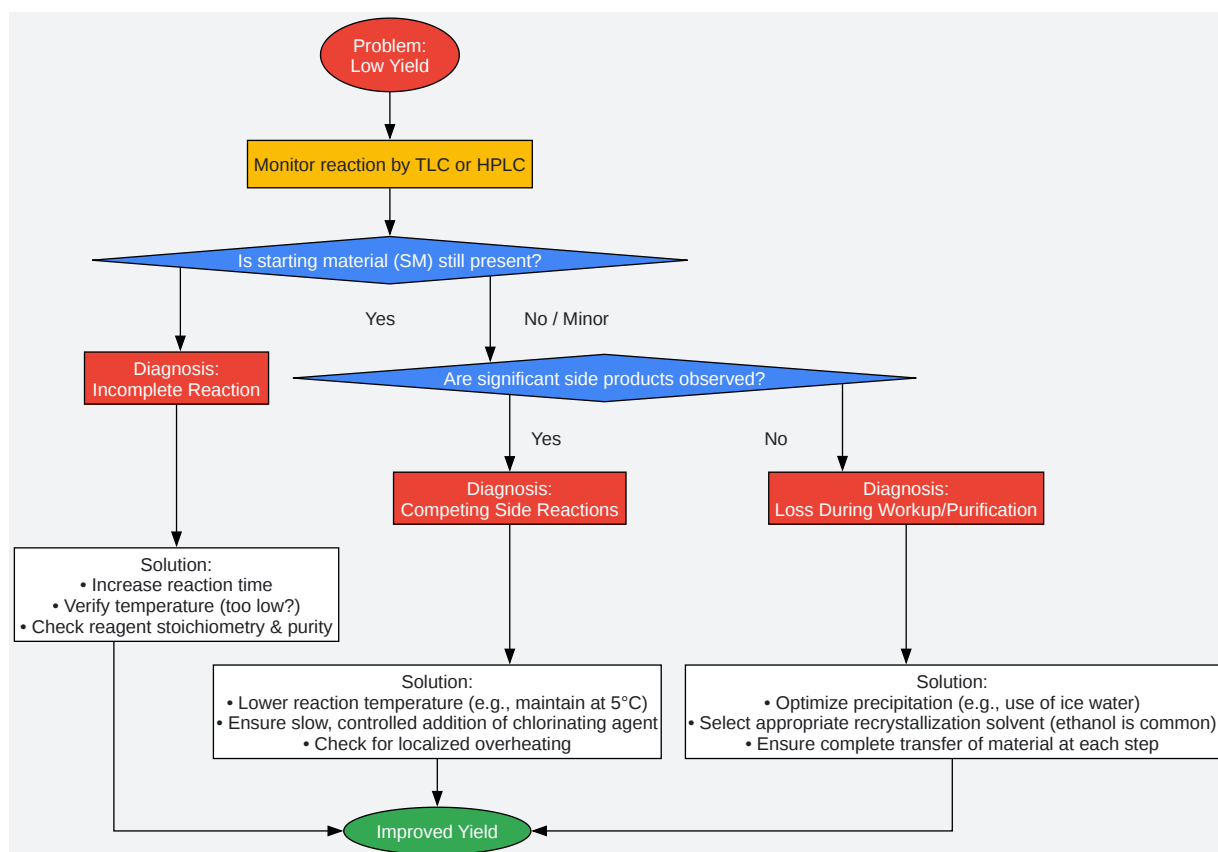 Problem:
Low Yield
Monitor reaction by TLC or HPLC
Is starting material (SM) still present?
Yes
No / Minor
Diagnosis:
Incomplete Reaction
Are significant side products observed?
Yes
No
Diagnosis:
Competing Side Reactions
Diagnosis:
Loss During Workup/Purification
Solution:
• Increase reaction time
• Verify temperature (too low?)
• Check reagent stoichiometry & purity
Solution:
• Lower reaction temperature (e.g., maintain at 5°C)
• Ensure slow, controlled addition of chlorinating agent
• Check for localized overheating
Solution:
• Optimize precipitation (e.g., use of ice water)
• Select appropriate recrystallization solvent (ethanol is common)
• Ensure complete transfer of material at each step
Improved Yield